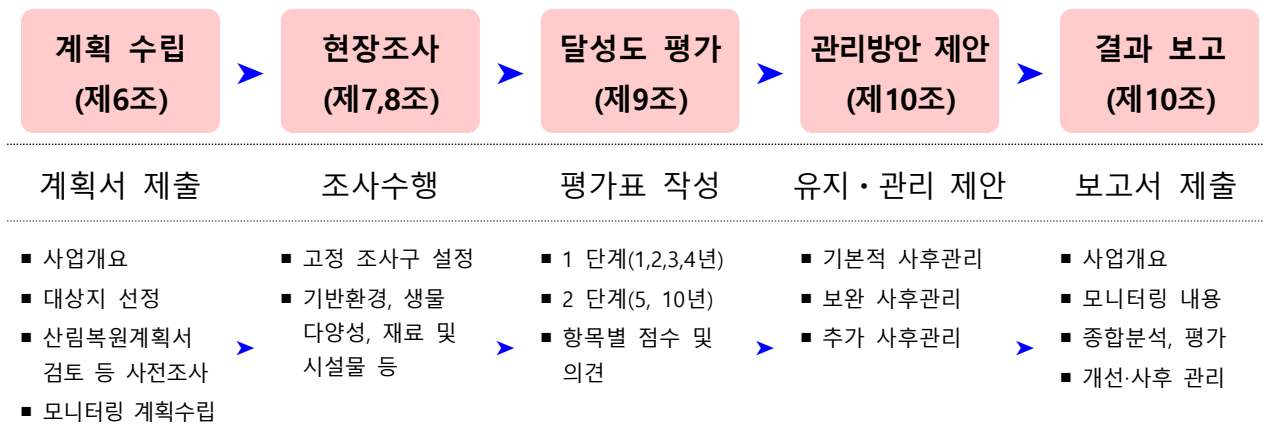 계획 수립
(제6조)
현장조사
(제7,8조)
달성도 평가
(제9조)
관리방안 제안
(제10조)
결과 보고
(제10조)
계획서 제출
조사수행
평가표 작성
유지·관리 제안
보고서 제출
■ 사업개요
■ 대상지 선정
■ 산림복원계획서
검토 등 사전조사
■ 모니터링 계획수립
■ 고정 조사구 설정
■ 기반환경, 생물
다양성, 재료 및
시설물 등
■ 1 단계(1,2,3,4년)
■ 2 단계(5, 10년)
■ 항목별 점수 및
의견
■ 기본적 사후관리
■ 보완 사후관리
■ 추가 사후관리
■ 사업개요
■ 모니터링 내용
■ 종합분석, 평가
■ 개선·사후 관리